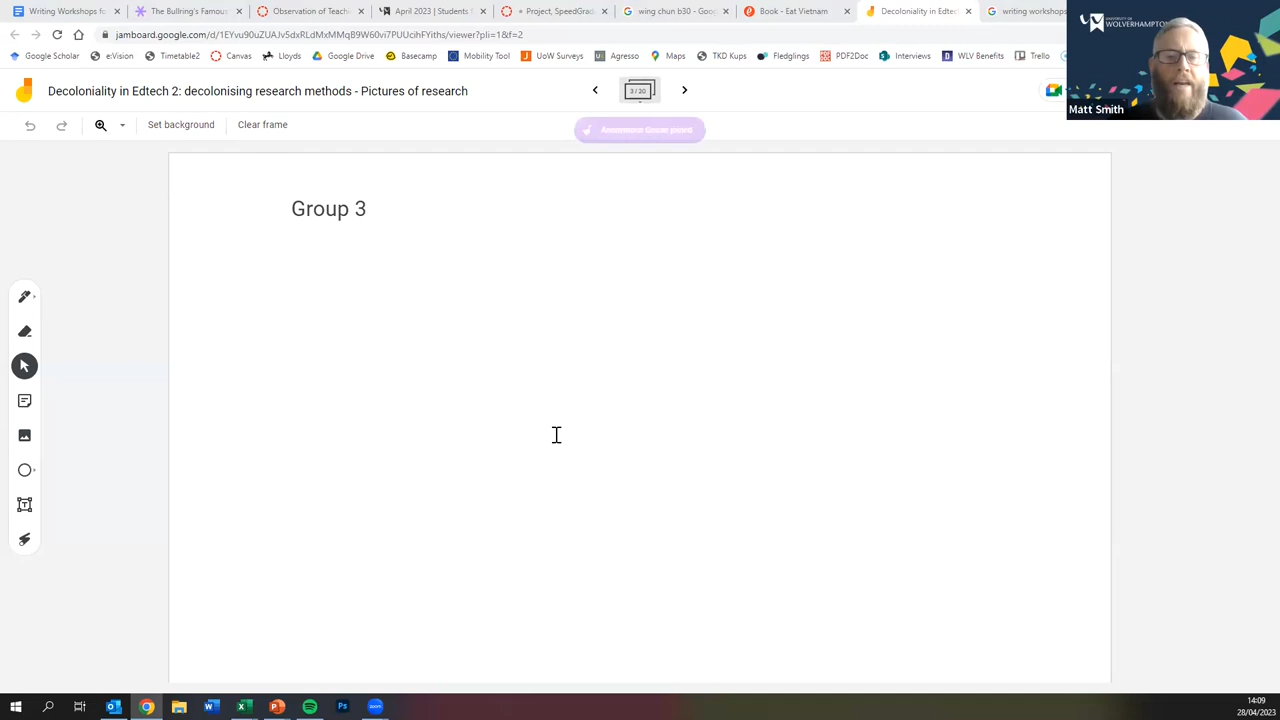 Writing Workshops fo
The Bullring's Famous
Observation of Teach
April 2023 | Students
+ Project, SpeedGrad
wing chun b30 - Goo
Book - Eat Vietnam
Decoloniality in Edtec
writing workshops
jamboard.google.com/d/1EYvu90uZUAJv5dxRLdMxMMqB9W60vi7PUUtqzbNet5o/viewer?pli=1&f=2
Google Scholar
e:Vision
Timetable2
Canvas
Lloyds
Google Drive
Basecamp
Mobility Tool
UoW Surveys
Agresso
Maps
TKD Kups
Fledglings
PDF2Doc
Interviews
WLV Benefits
Trello
UNIVERSITY OF
WOLVERHAMPTON
Matt Smith
Decoloniality in Edtech 2: decolonising research methods - Pictures of research
3 / 20
Set background
Clear frame
Group 3
14:09
28/04/2023